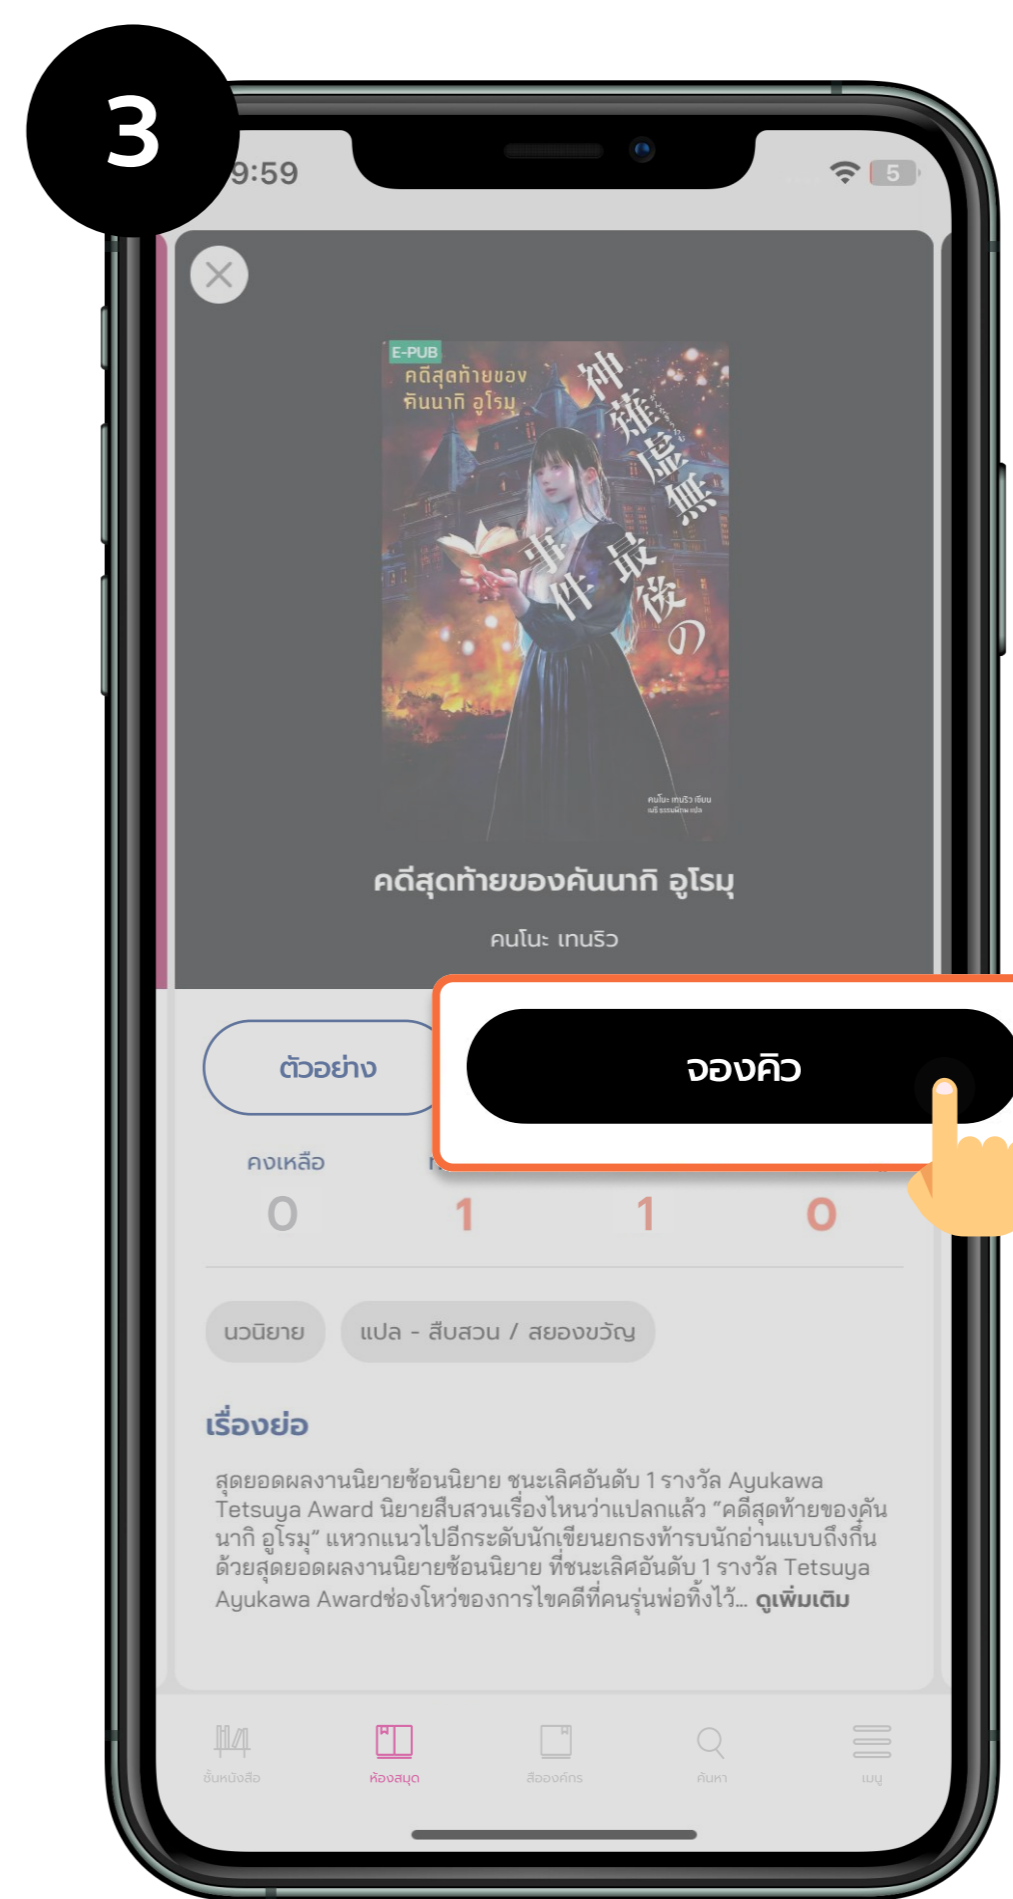 3
9:59
5
E-PUB
คดีสุดท้ายของ
คันนากิ อูโรมุ
神薙虚無
最後の
事件
คนโนะ เทนริว เขียน
คดีสุดท้ายของคันนากิ อูโรมุ
คนโนะ เทนริว
ตัวอย่าง
จองคิว
คงเหลือ
0
1
1
0
นวนิยาย
แปล - สืบสวน / สยองขวัญ
เรื่องย่อ
สุดยอดผลงานนิยายซ้อนนิยาย ชนะเลิศอันดับ 1 รางวัล Ayukawa
Tetsuya Award นิยายสืบสวนเรื่องไหนว่าแปลกแล้ว “คดีสุดท้ายของคัน
นากิ อูโรมุ“ แหวกแนวไปอีกระดับนักเขียนยกธงท้ารบนักอ่านแบบถึงกึ๋น
ด้วยสุดยอดผลงานนิยายซ้อนนิยาย ที่ชนะเลิศอันดับ 1 รางวัล Tetsuya
Ayukawa Awardช่องโหว่ของการไขคดีที่คนรุ่นพ่อทิ้งไว้... ดูเพิ่มเติม
ชั้นหนังสือ
ห้องสมุด
สื่อองค์กร
ค้นหา
เมนู